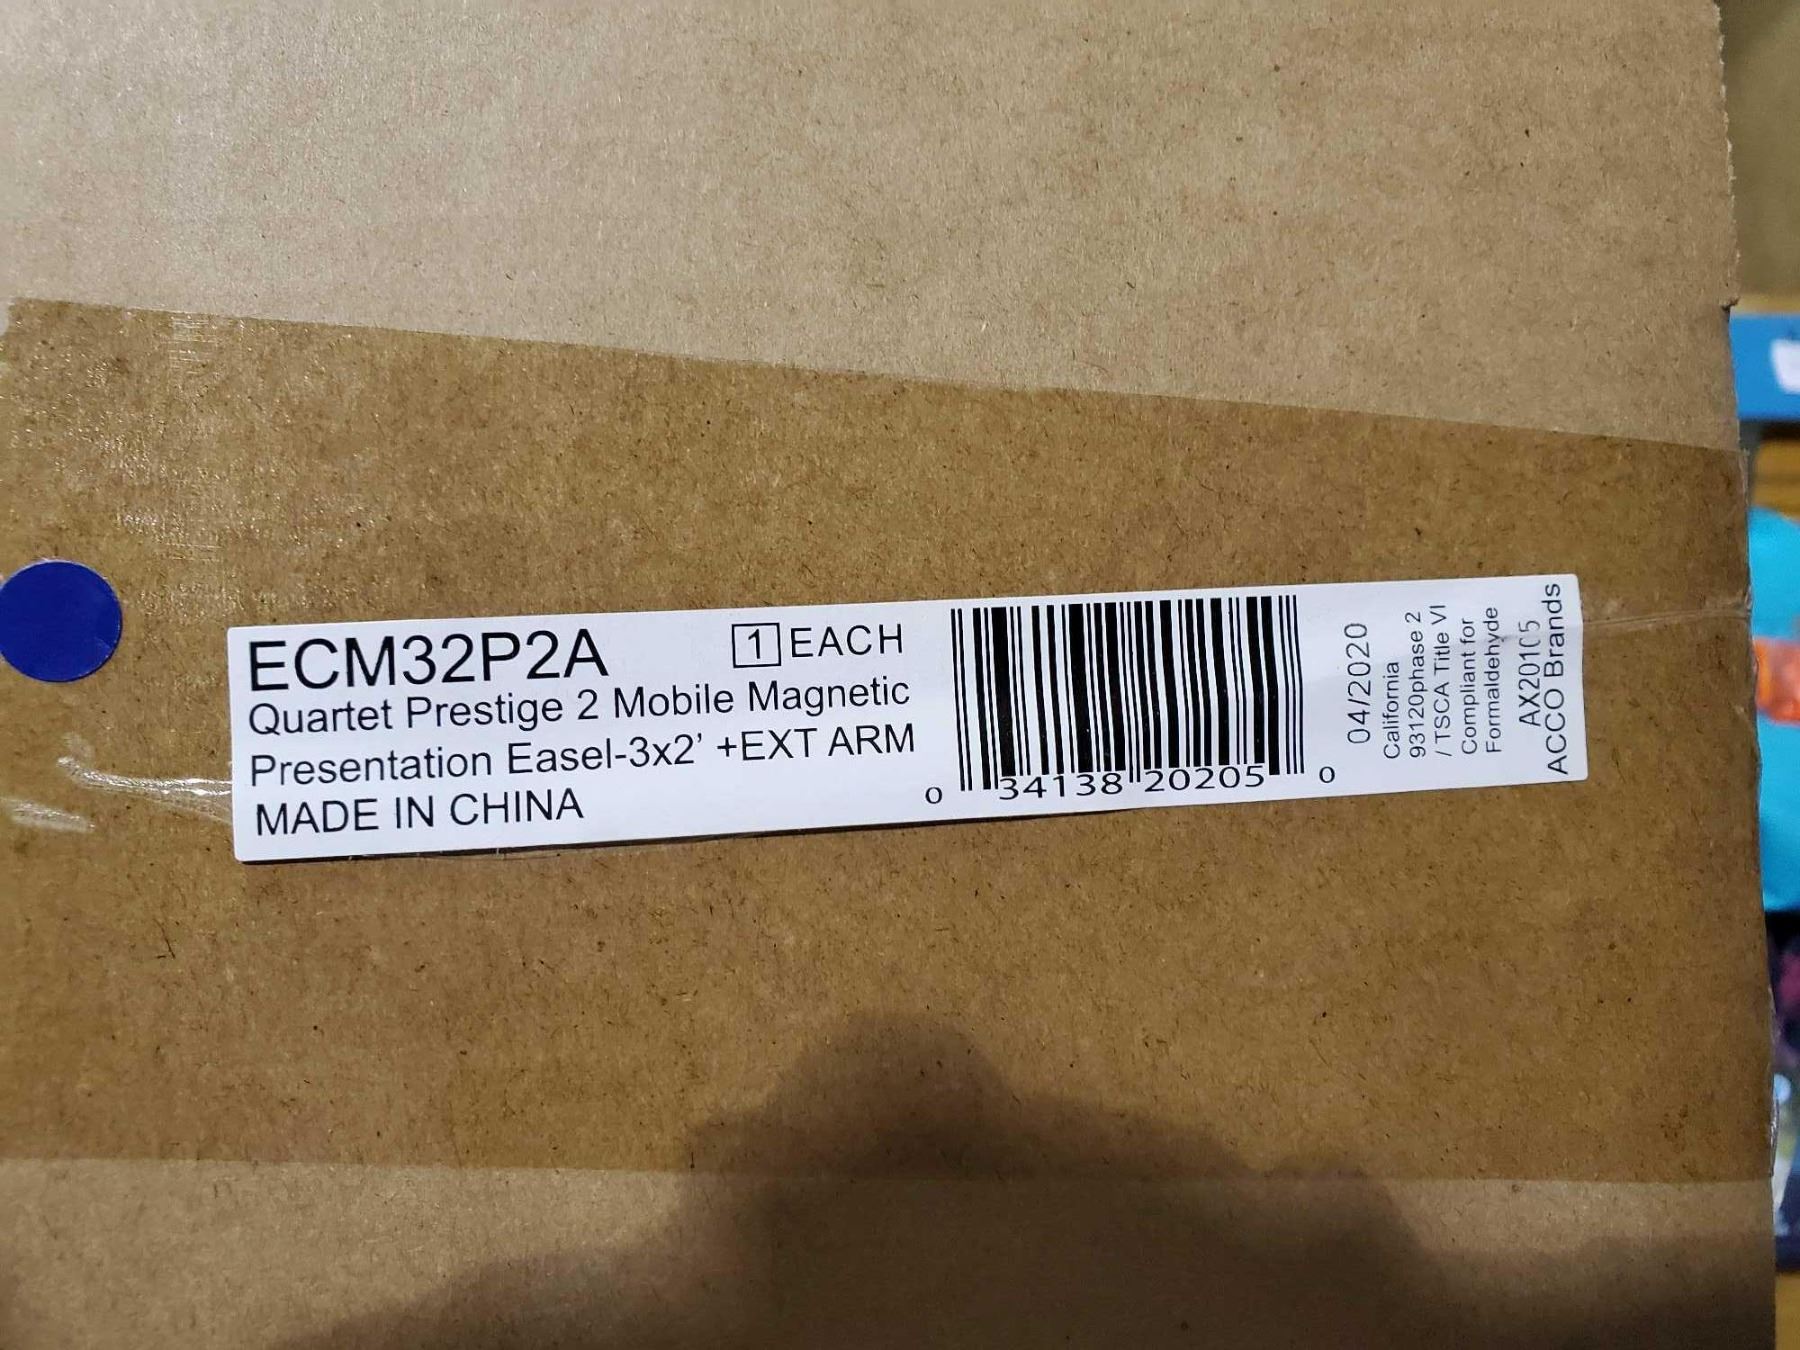 ECM32P2A
1 EACH
Quartet Prestige 2 Mobile Magnetic
Presentation Easel-3x2’ +EXT ARM
MADE IN CHINA
0 34138 20205 0
04/2020
California
93120phase 2
/ TSCA Title VI
Compliant for
Formaldehyde
AX20105
ACCO Brands